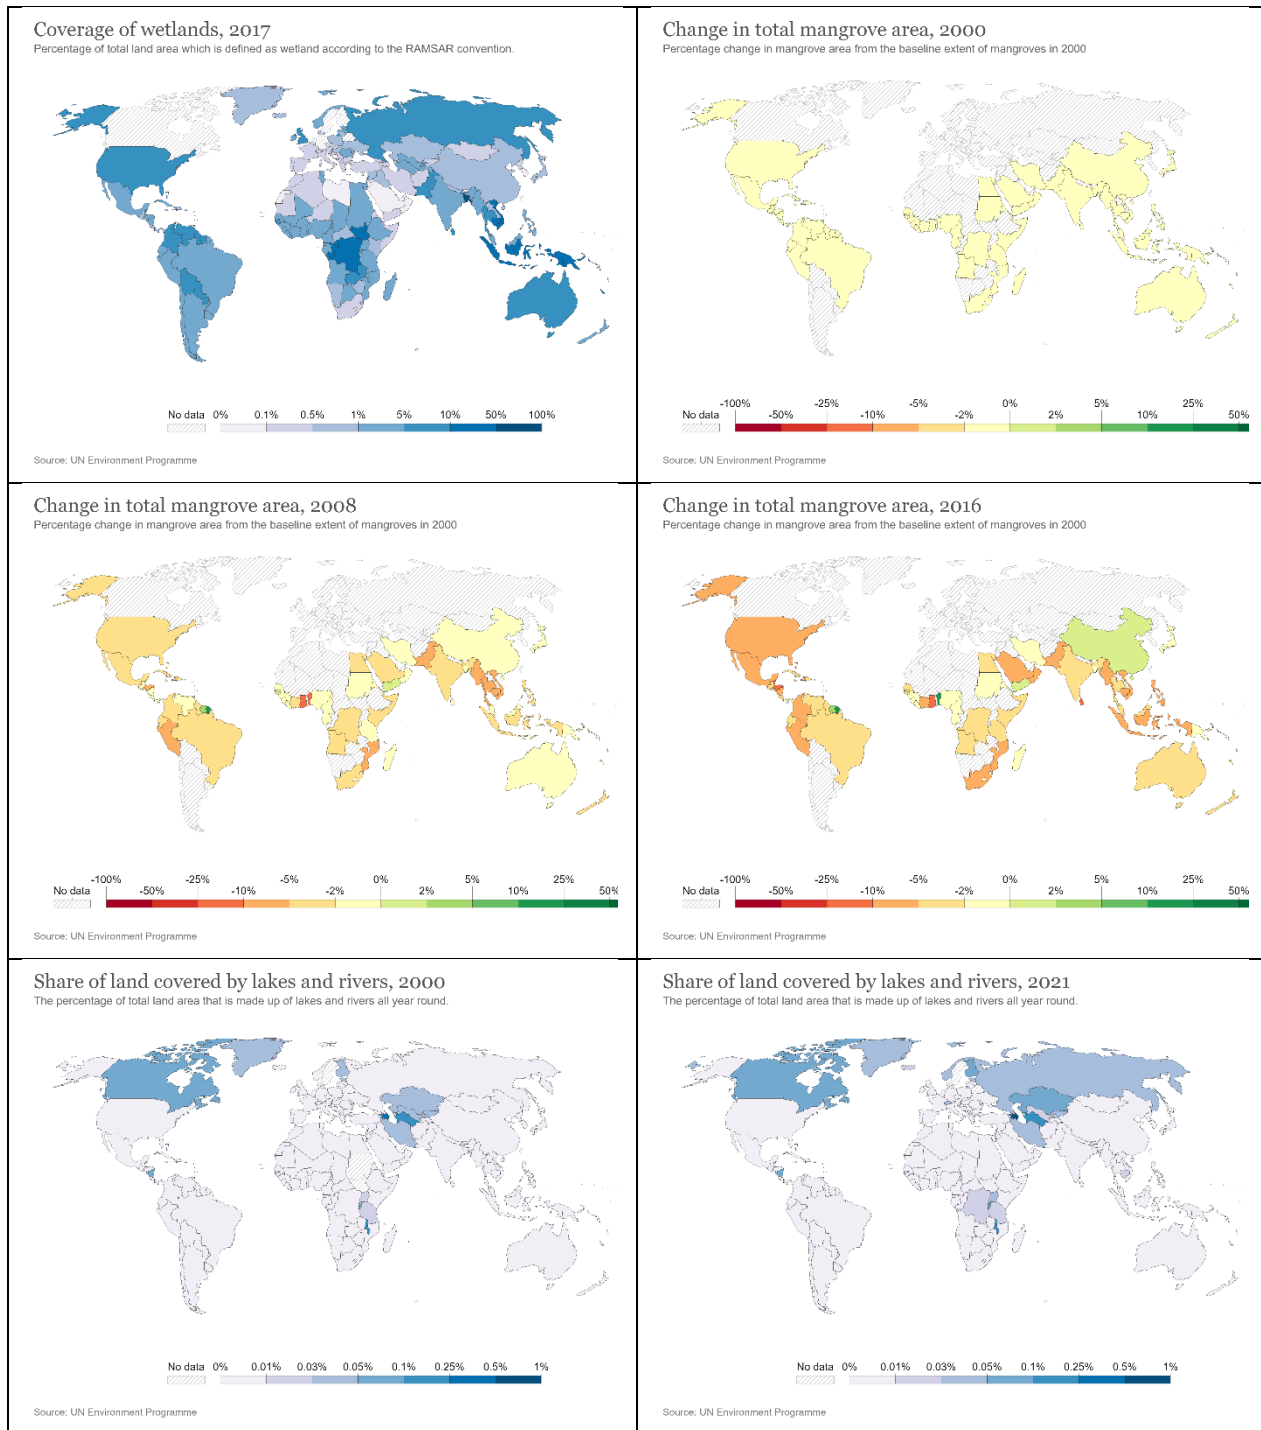 Coverage of wetlands, 2017
Percentage of total land area which is defined as wetland according to the RAMSAR convention.
No data 0% 0.1% 0.5% 1% 5% 10% 50% 100%
Source: UN Environment Programme
Change in total mangrove area, 2000
Percentage change in mangrove area from the baseline extent of mangroves in 2000
-100% -25% -5% 0% 5% 25%
No data -50% -10% -2% 2% 10% 50%
Source: UN Environment Programme
Change in total mangrove area, 2008
Percentage change in mangrove area from the baseline extent of mangroves in 2000
-100% -25% -5% 0% 5% 25%
No data -50% -10% -2% 2% 10% 50%
Source: UN Environment Programme
Change in total mangrove area, 2016
Percentage change in mangrove area from the baseline extent of mangroves in 2000
-100% -25% -5% 0% 5% 25%
No data -50% -10% -2% 2% 10% 50%
Source: UN Environment Programme
Share of land covered by lakes and rivers, 2000
The percentage of total land area that is made up of lakes and rivers all year round.
No data 0% 0.01% 0.03% 0.05% 0.1% 0.25% 0.5% 1%
Source: UN Environment Programme
Share of land covered by lakes and rivers, 2021
The percentage of total land area that is made up of lakes and rivers all year round.
No data 0% 0.01% 0.03% 0.05% 0.1% 0.25% 0.5% 1%
Source: UN Environment Programme